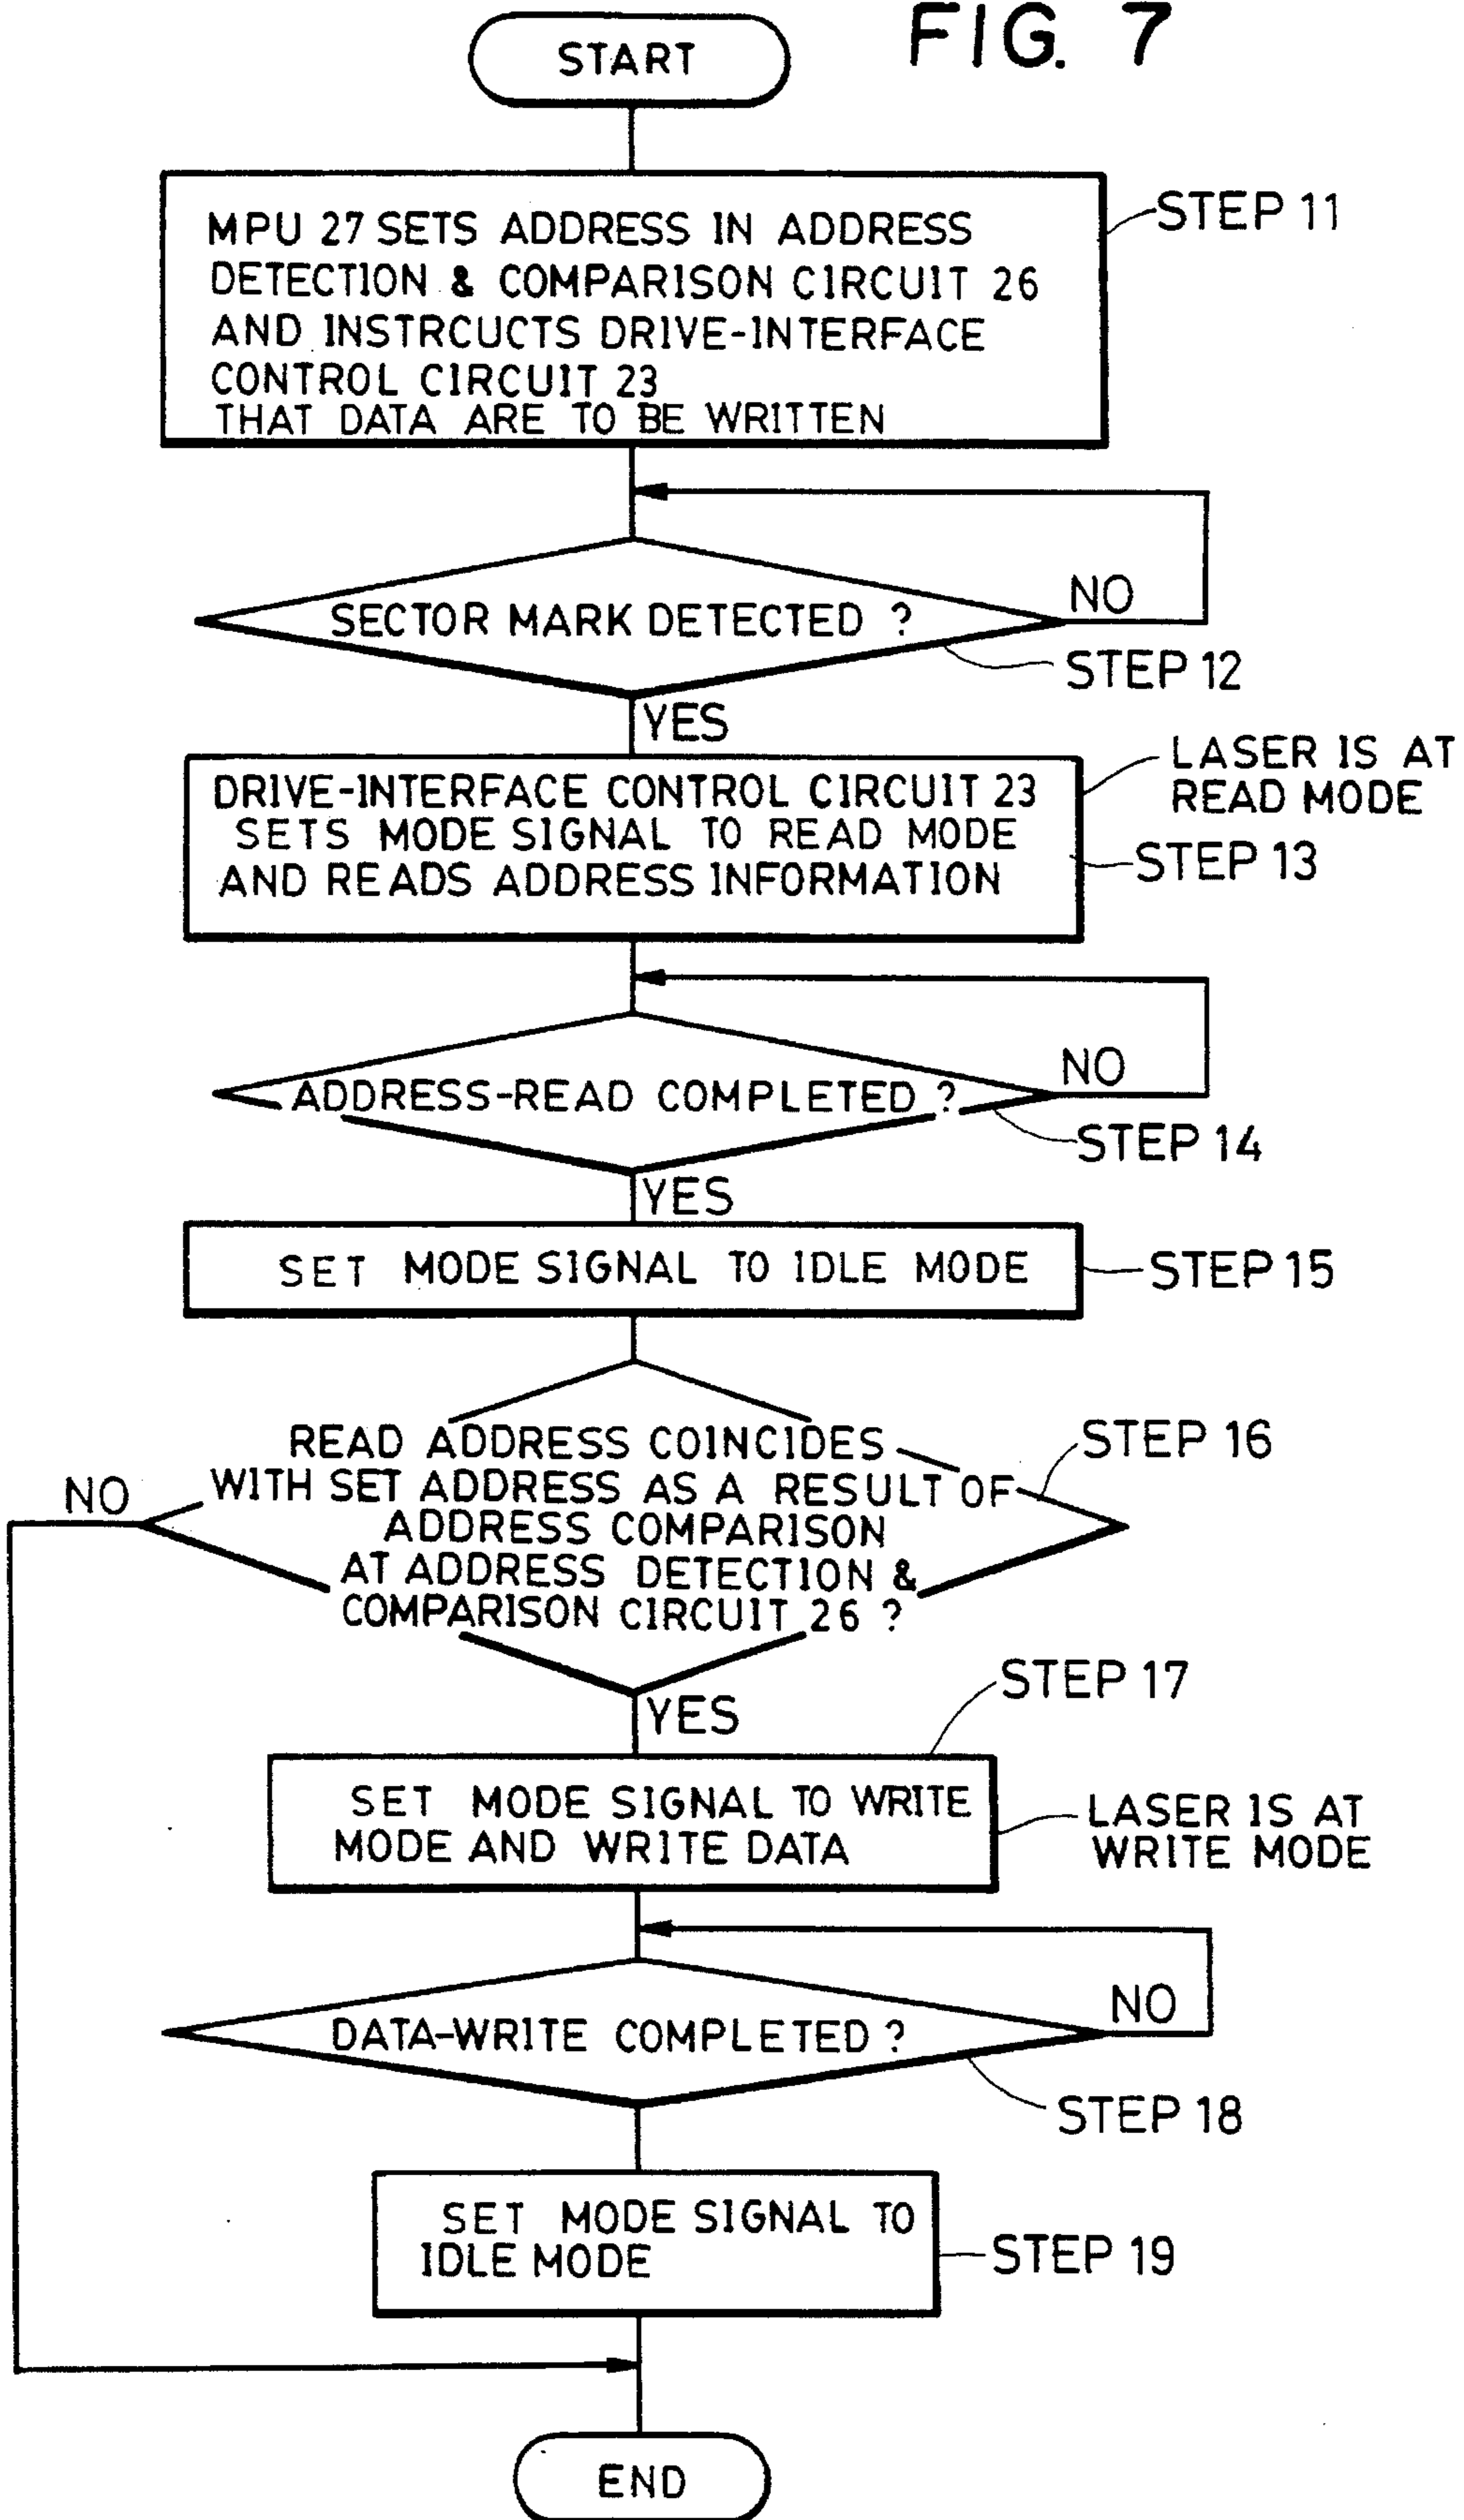 FIG. 7
START
MPU 27 SETS ADDRESS IN ADDRESS
DETECTION & COMPARISON CIRCUIT 26
AND INSTRCUCTS DRIVE-INTERFACE
CONTROL CIRCUIT 23
THAT DATA ARE TO BE WRITTEN
STEP 11
SECTOR MARK DETECTED ?
NO
STEP 12
YES
DRIVE-INTERFACE CONTROL CIRCUIT 23
SETS MODE SIGNAL TO READ MODE
AND READS ADDRESS INFORMATION
LASER IS AT
READ MODE
STEP 13
ADDRESS-READ COMPLETED ?
NO
STEP 14
YES
SET MODE SIGNAL TO IDLE MODE
STEP 15
READ ADDRESS COINCIDES
WITH SET ADDRESS AS A RESULT OF
ADDRESS COMPARISON
AT ADDRESS DETECTION &
COMPARISON CIRCUIT 26 ?
STEP 16
NO
YES
STEP 17
SET MODE SIGNAL TO WRITE
MODE AND WRITE DATA
LASER IS AT
WRITE MODE
DATA-WRITE COMPLETED ?
NO
STEP 18
SET MODE SIGNAL TO
IDLE MODE
STEP 19
END